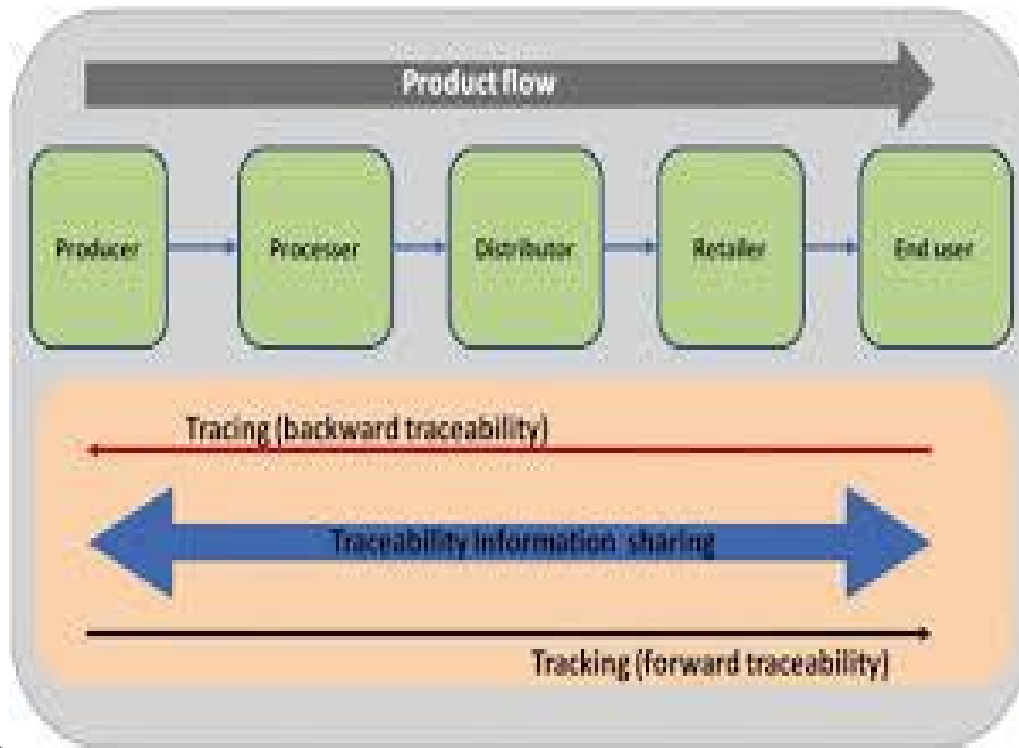 Product flow
Producer
Processer
Distributor
Retailer
End user
Tracing (backward traceability)
Traceability information sharing
Tracking (forward traceability)